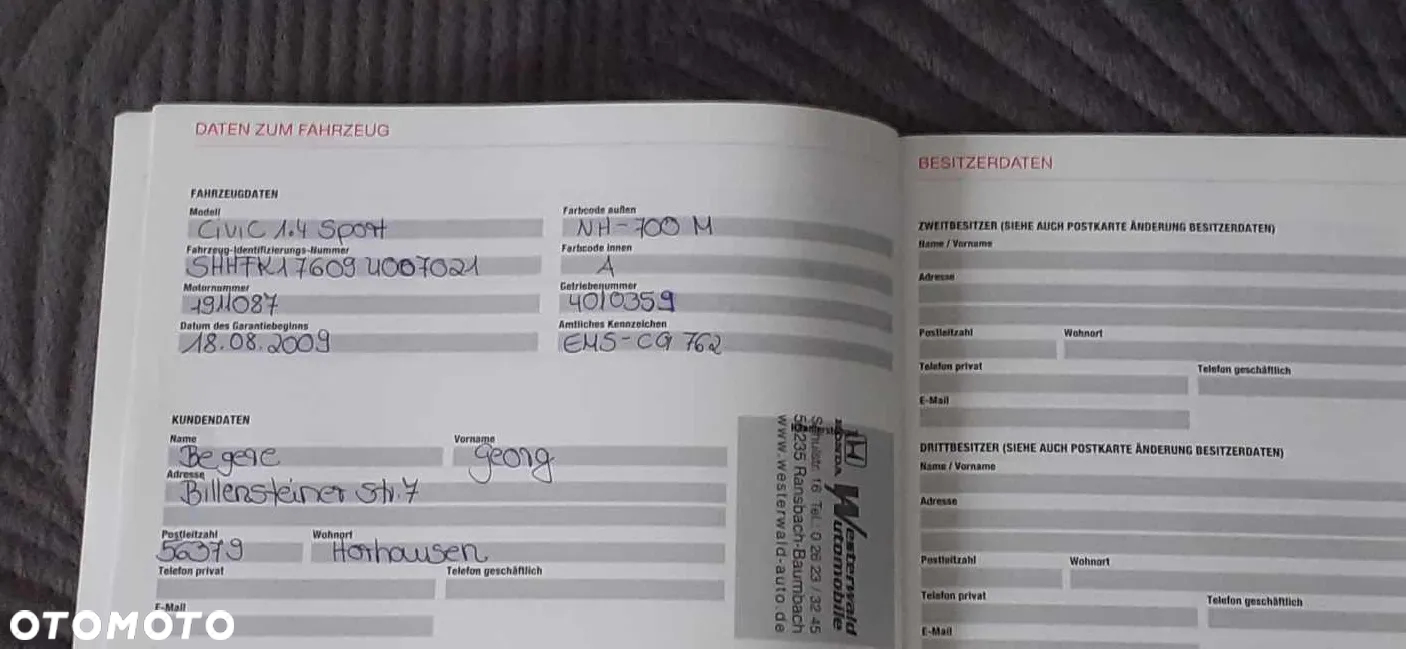 DATEN ZUM FAHRZEUG
FAHRZEUGDATEN
Modell
Civic 1.4 Sport
Farbcode außen
NH-700 M
Fahrzeug-Identifizierungs-Nummer
SHHFK17609U007021
Farbcode innen
A
Motornummer
1911087
Getriebenummer
4010359
Datum des Garantiebeginns
18.08.2009
Amtliches Kennzeichen
EMS-CG 762
KUNDENDATEN
Name
Begere
Vorname
Georg
Adresse
Billensteiner Str. 7
Postleitzahl
56379
Wohnort
Horhausen
Telefon privat
Telefon geschäftlich
E-Mail
HONDA
Westerwald
Automobile
Schulstr. 16 Tel.: 0 26 23 / 32 45
56235 Ransbach-Baumbach
www.westerwald-auto.de
BESITZERDATEN
ZWEITBESITZER (SIEHE AUCH POSTKARTE ÄNDERUNG BESITZERDATEN)
Name / Vorname
Adresse
Postleitzahl
Wohnort
Telefon privat
Telefon geschäftlich
E-Mail
DRITTBESITZER (SIEHE AUCH POSTKARTE ÄNDERUNG BESITZERDATEN)
Name / Vorname
Adresse
Postleitzahl
Wohnort
Telefon privat
Telefon geschäftlich
E-Mail
OTOMOTO